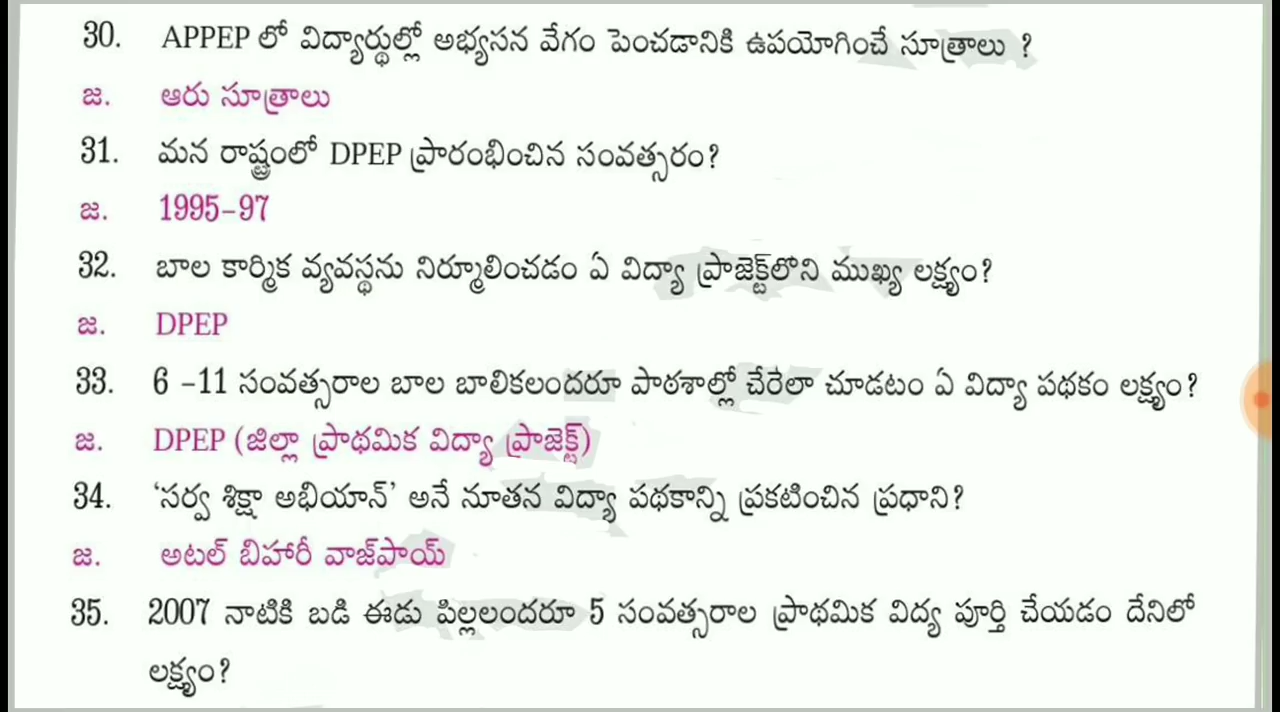 30. APPEP లో విద్యార్థుల్లో అభ్యసన వేగం పెంచడానికి ఉపయోగించే సూత్రాలు ?
జ. ఆరు సూత్రాలు
31. మన రాష్ట్రంలో DPEP ప్రారంభించిన సంవత్సరం?
జ. 1995-97
32. బాల కార్మిక వ్యవస్థను నిర్మూలించడం ఏ విద్యా ప్రాజెక్ట్‌లోని ముఖ్య లక్ష్యం?
జ. DPEP
33. 6 -11 సంవత్సరాల బాల బాలికలందరూ పాఠశాల్లో చేరేలా చూడటం ఏ విద్యా పథకం లక్ష్యం?
జ. DPEP (జిల్లా ప్రాథమిక విద్యా ప్రాజెక్ట్)
34. 'సర్వ శిక్షా అభియాన్' అనే నూతన విద్యా పథకాన్ని ప్రకటించిన ప్రధాని?
జ. అటల్ బిహారీ వాజ్‌పాయ్
35. 2007 నాటికి బడి ఈడు పిల్లలందరూ 5 సంవత్సరాల ప్రాథమిక విద్య పూర్తి చేయడం దేనిలో
లక్ష్యం?